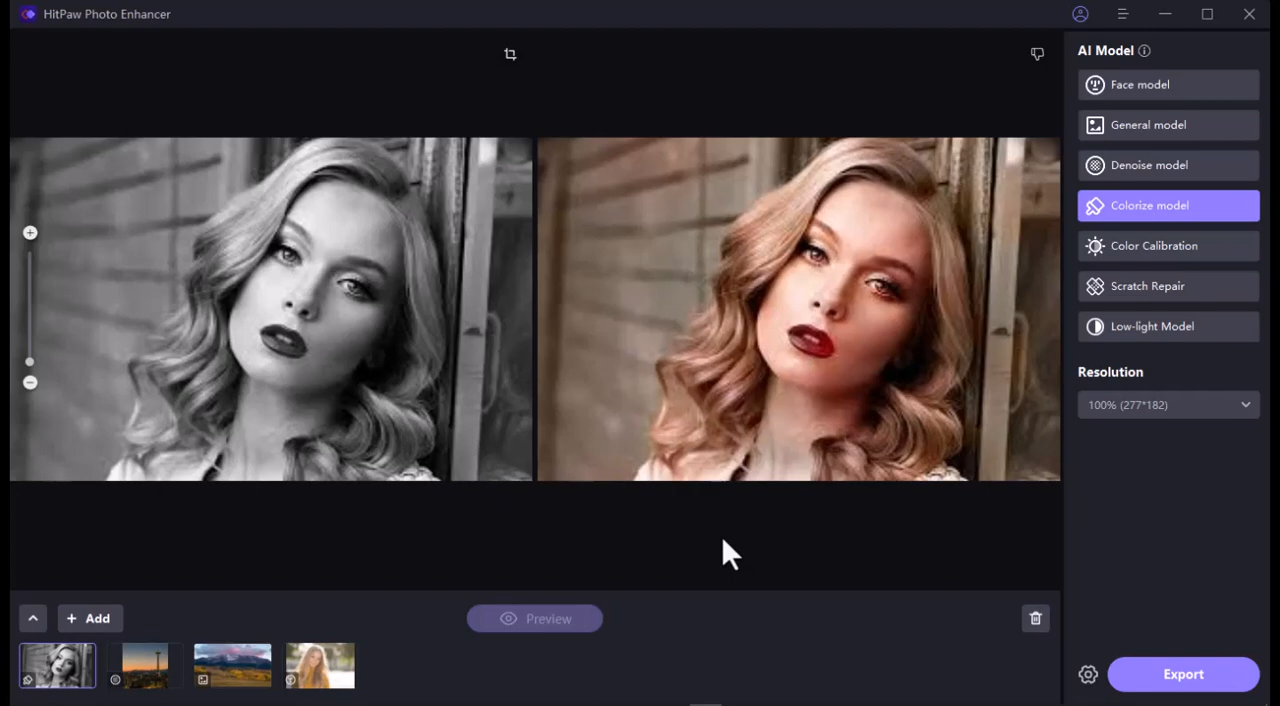 HitPaw Photo Enhancer
AI Model
Face model
General model
Denoise model
Colorize model
Color Calibration
Scratch Repair
Low-light Model
Resolution
100% (277*182)
+ Add
Preview
Export